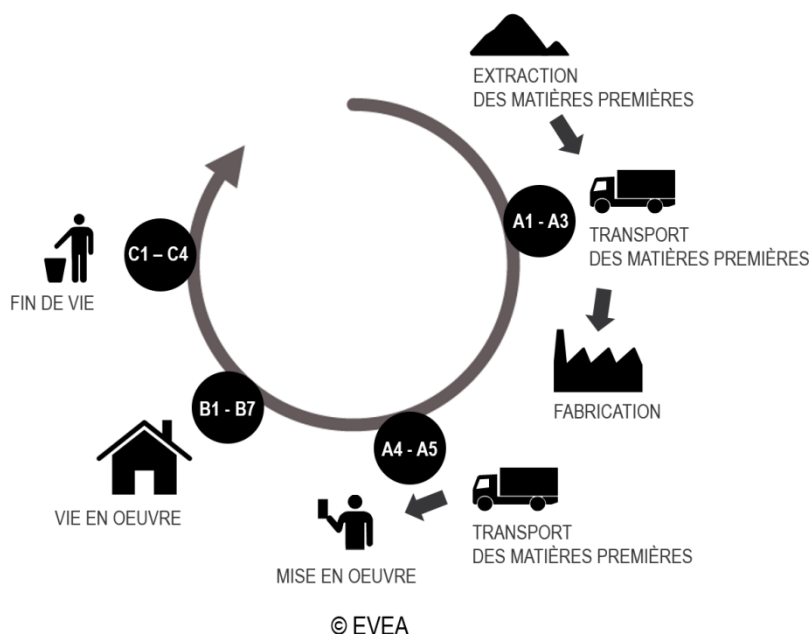 EXTRACTION
DES MATIÈRES PREMIÈRES
A1 - A3
TRANSPORT
DES MATIÈRES PREMIÈRES
FABRICATION
A4 - A5
TRANSPORT
DES MATIÈRES PREMIÈRES
MISE EN OEUVRE
B1 - B7
VIE EN OEUVRE
C1 – C4
FIN DE VIE
© EVEA